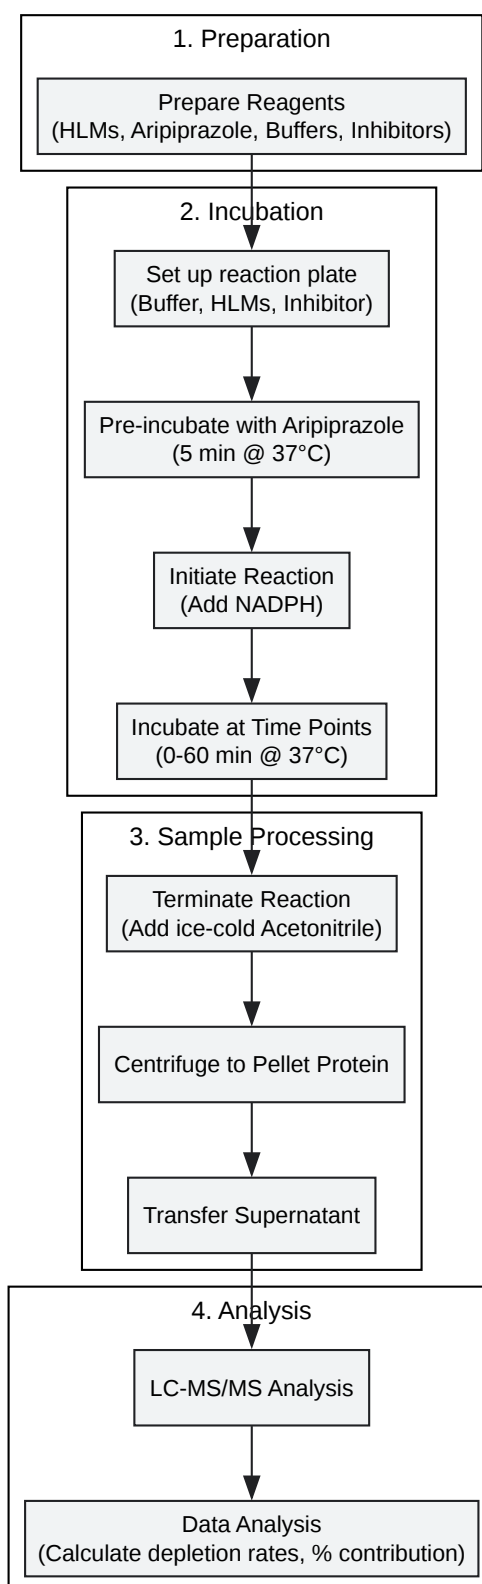 1. Preparation
Prepare Reagents
(HLMs, Aripiprazole, Buffers, Inhibitors)
2. Incubation
Set up reaction plate
(Buffer, HLMs, Inhibitor)
Pre-incubate with Aripiprazole
(5 min @ 37°C)
Initiate Reaction
(Add NADPH)
Incubate at Time Points
(0-60 min @ 37°C)
3. Sample Processing
Terminate Reaction
(Add ice-cold Acetonitrile)
Centrifuge to Pellet Protein
Transfer Supernatant
4. Analysis
LC-MS/MS Analysis
Data Analysis
(Calculate depletion rates, % contribution)